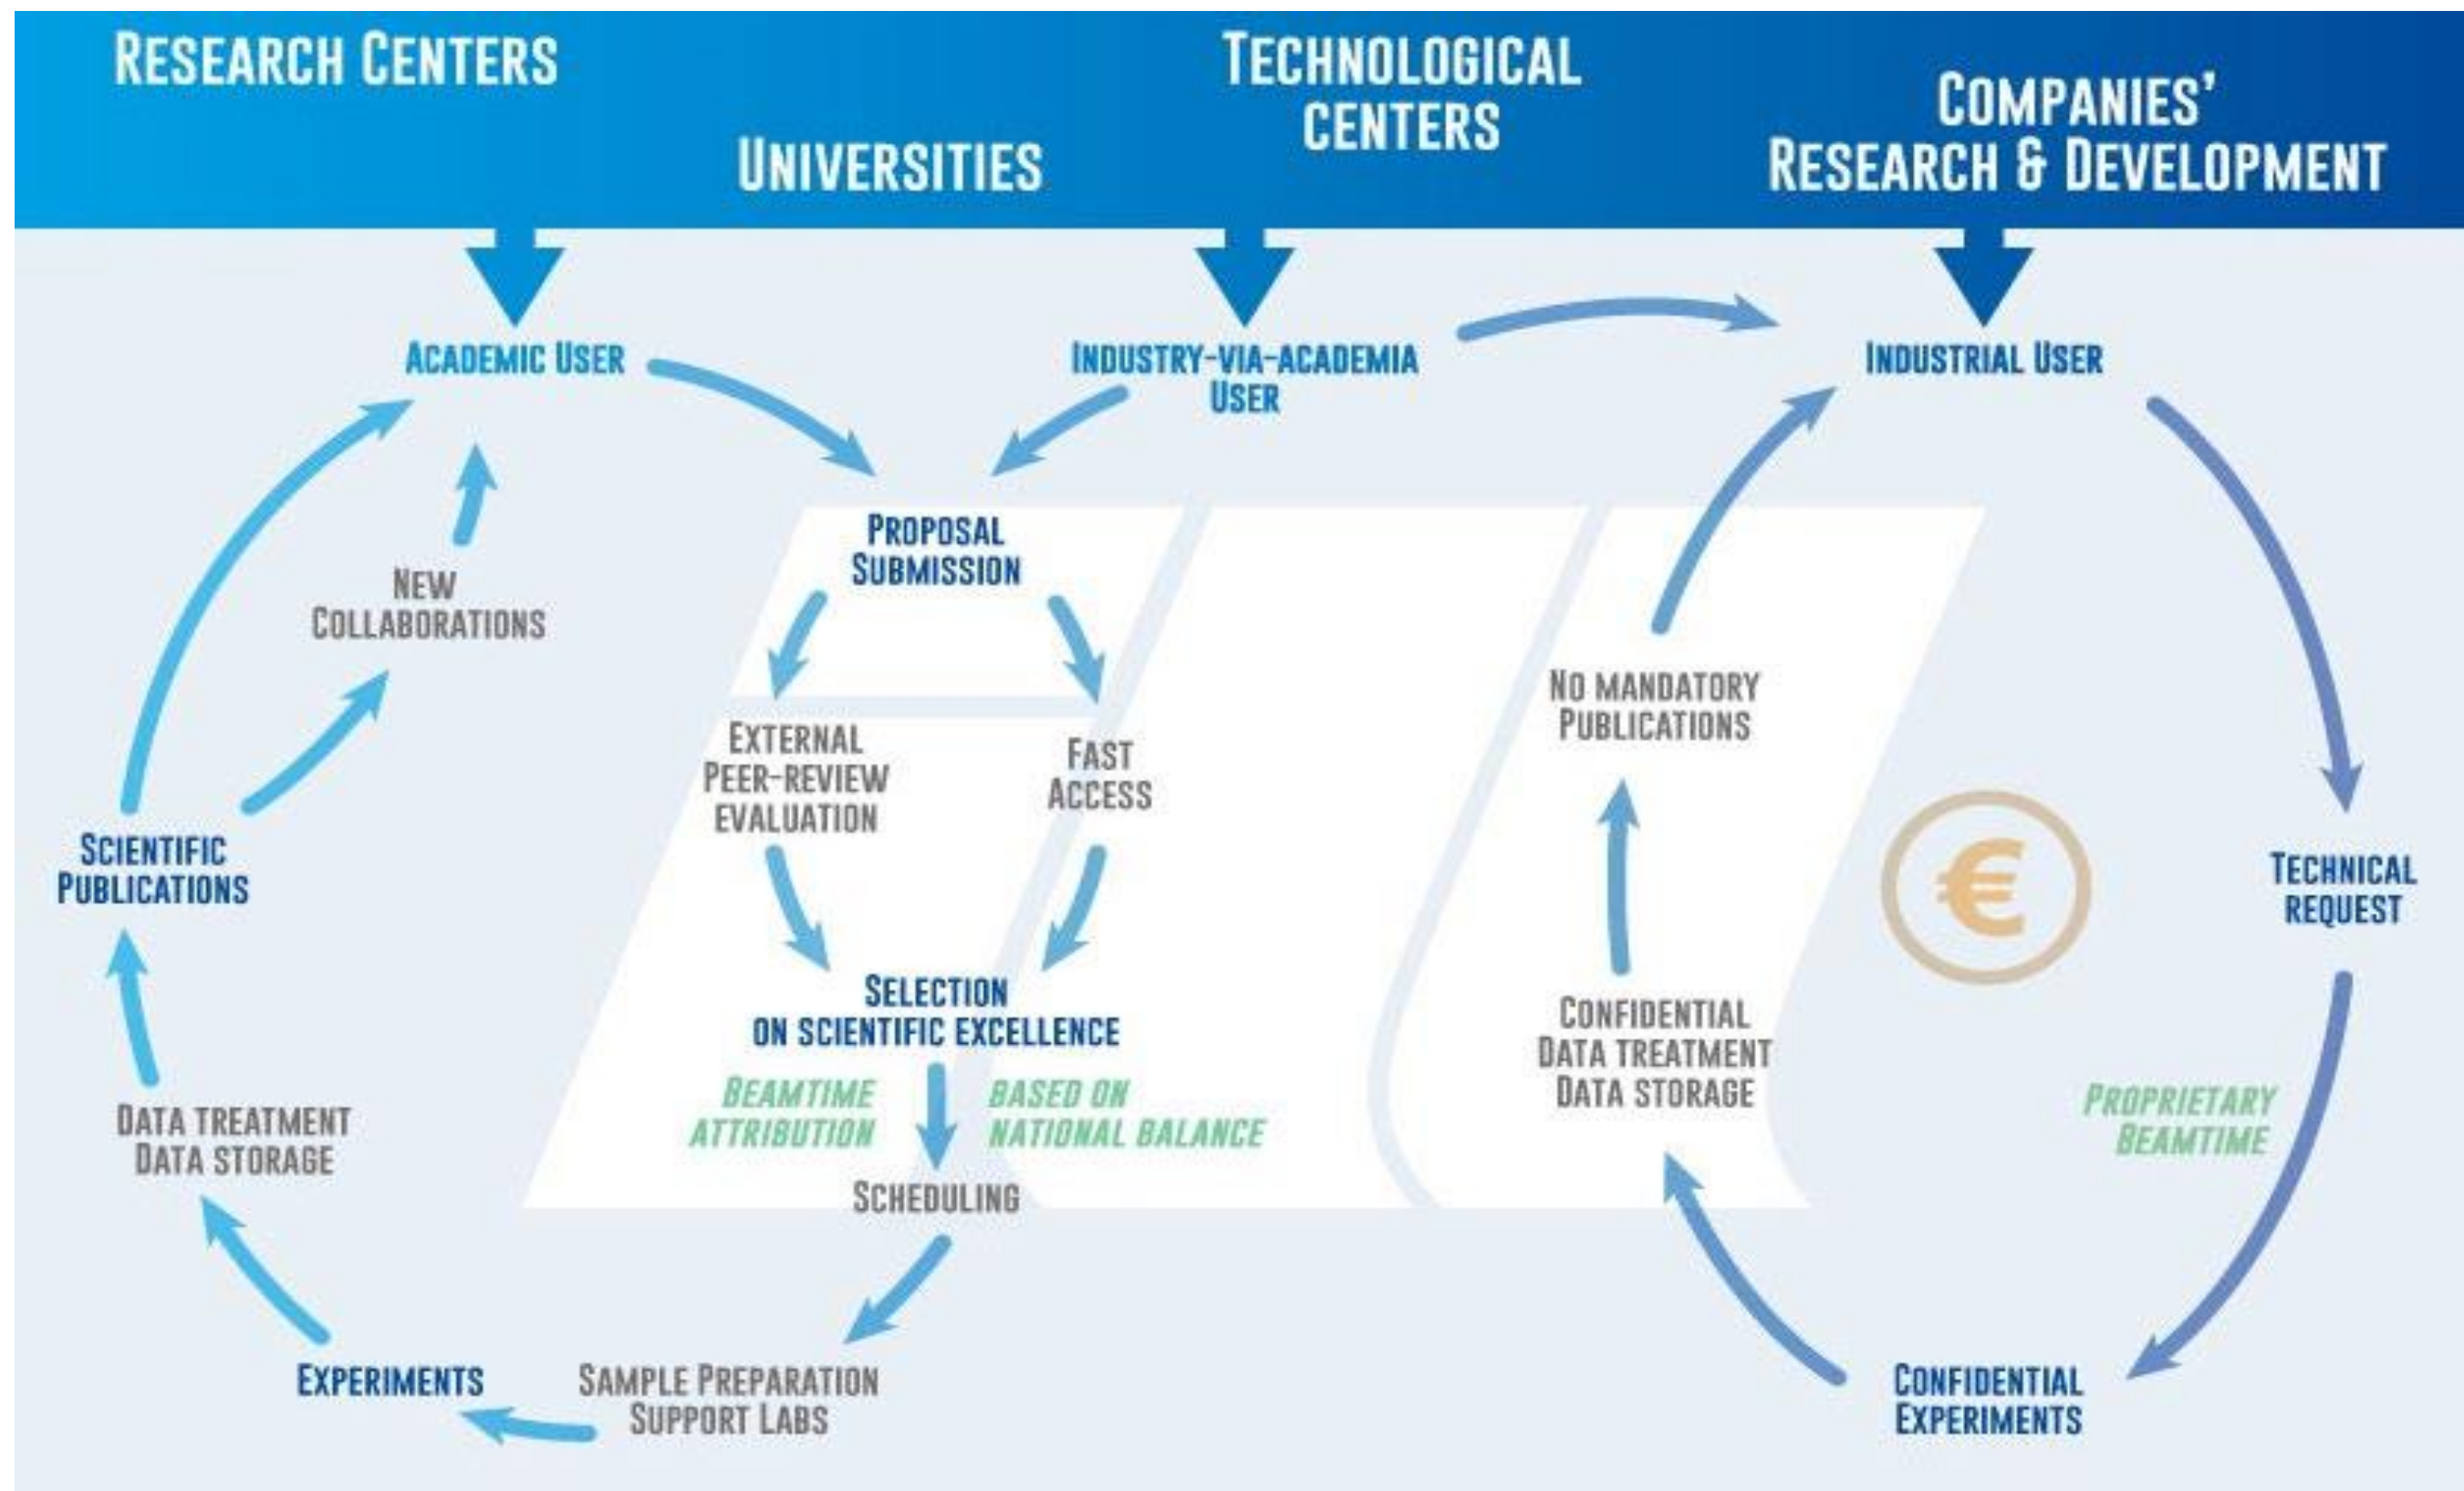 RESEARCH CENTERS
UNIVERSITIES
TECHNOLOGICAL
CENTERS
COMPANIES'
RESEARCH & DEVELOPMENT
ACADEMIC USER
INDUSTRY-VIA-ACADEMIA
USER
INDUSTRIAL USER
PROPOSAL
SUBMISSION
NEW
COLLABORATIONS
EXTERNAL
PEER-REVIEW
EVALUATION
FAST
ACCESS
NO MANDATORY
PUBLICATIONS
SCIENTIFIC
PUBLICATIONS
€
TECHNICAL
REQUEST
SELECTION
ON SCIENTIFIC EXCELLENCE
BEAMTIME
ATTRIBUTION
BASED ON
NATIONAL BALANCE
CONFIDENTIAL
DATA TREATMENT
DATA STORAGE
PROPRIETARY
BEAMTIME
DATA TREATMENT
DATA STORAGE
SCHEDULING
EXPERIMENTS
SAMPLE PREPARATION
SUPPORT LABS
CONFIDENTIAL
EXPERIMENTS